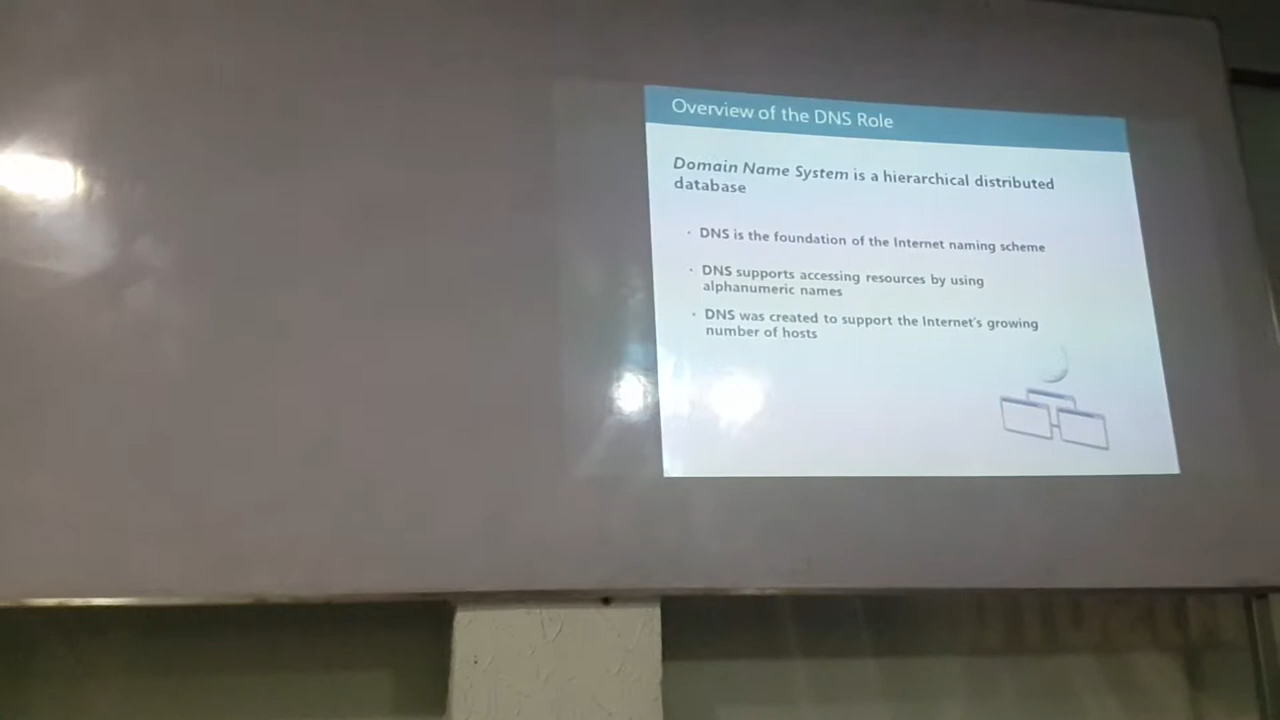 Overview of the DNS Role
Domain Name System is a hierarchical distributed
database
• DNS is the foundation of the Internet naming scheme
• DNS supports accessing resources by using
alphanumeric names
• DNS was created to support the Internet's growing
number of hosts